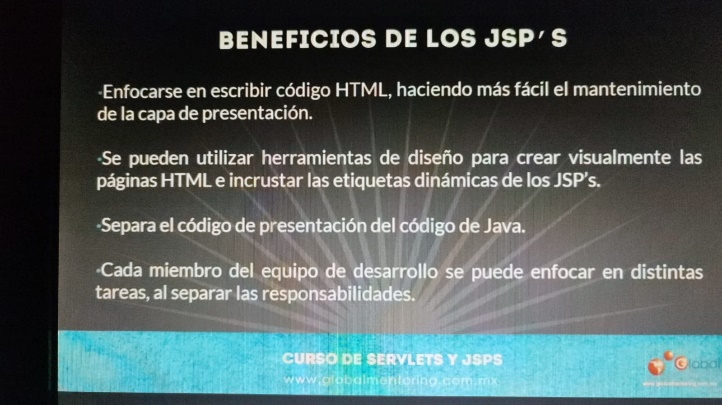 BENEFICIOS DE LOS JSP'S
•Enfocarse en escribir código HTML, haciendo más fácil el mantenimiento
de la capa de presentación.
•Se pueden utilizar herramientas de diseño para crear visualmente las
páginas HTML e incrustar las etiquetas dinámicas de los JSP's.
•Separa el código de presentación del código de Java.
•Cada miembro del equipo de desarrollo se puede enfocar en distintas
tareas, al separar las responsabilidades.
CURSO DE SERVLETS Y JSPS
www.globalmentoring.com.mx
Global